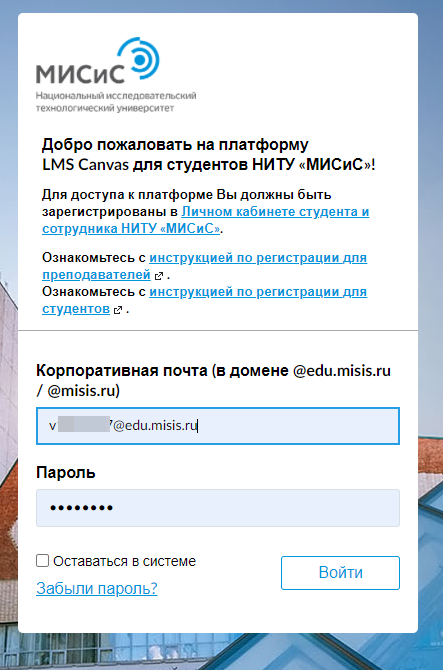 МИСиС
Национальный исследовательский
технологический университет
Добро пожаловать на платформу
LMS Canvas для студентов НИТУ «МИСиС»!
Для доступа к платформе Вы должны быть
зарегистрированы в Личном кабинете студента и
сотрудника НИТУ «МИСиС».
Ознакомьтесь с инструкцией по регистрации для
преподавателей .
Ознакомьтесь с инструкцией по регистрации для
студентов .
Корпоративная почта (в домене @edu.misis.ru
/ @misis.ru)
v 7@edu.misis.ru
Пароль
••••••••
Оставаться в системе
Войти
Забыли пароль?